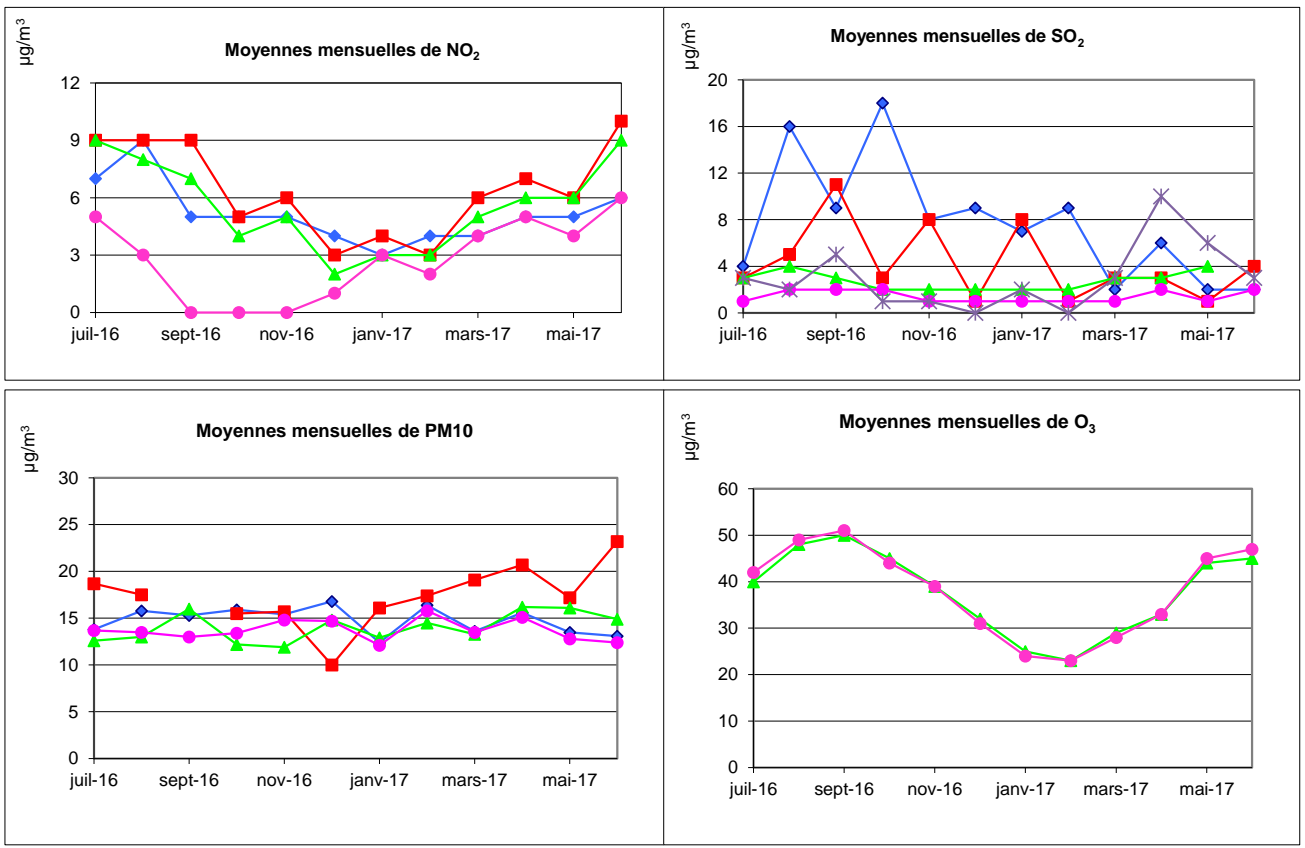 Moyennes mensuelles de NO₂
µg/m³
12
9
6
3
0
juil-16 sept-16 nov-16 janv-17 mars-17 mai-17
Moyennes mensuelles de SO₂
µg/m³
20
16
12
8
4
0
juil-16 sept-16 nov-16 janv-17 mars-17 mai-17
Moyennes mensuelles de PM10
µg/m³
30
25
20
15
10
5
0
juil-16 sept-16 nov-16 janv-17 mars-17 mai-17
Moyennes mensuelles de O₃
µg/m³
60
50
40
30
20
10
0
juil-16 sept-16 nov-16 janv-17 mars-17 mai-17